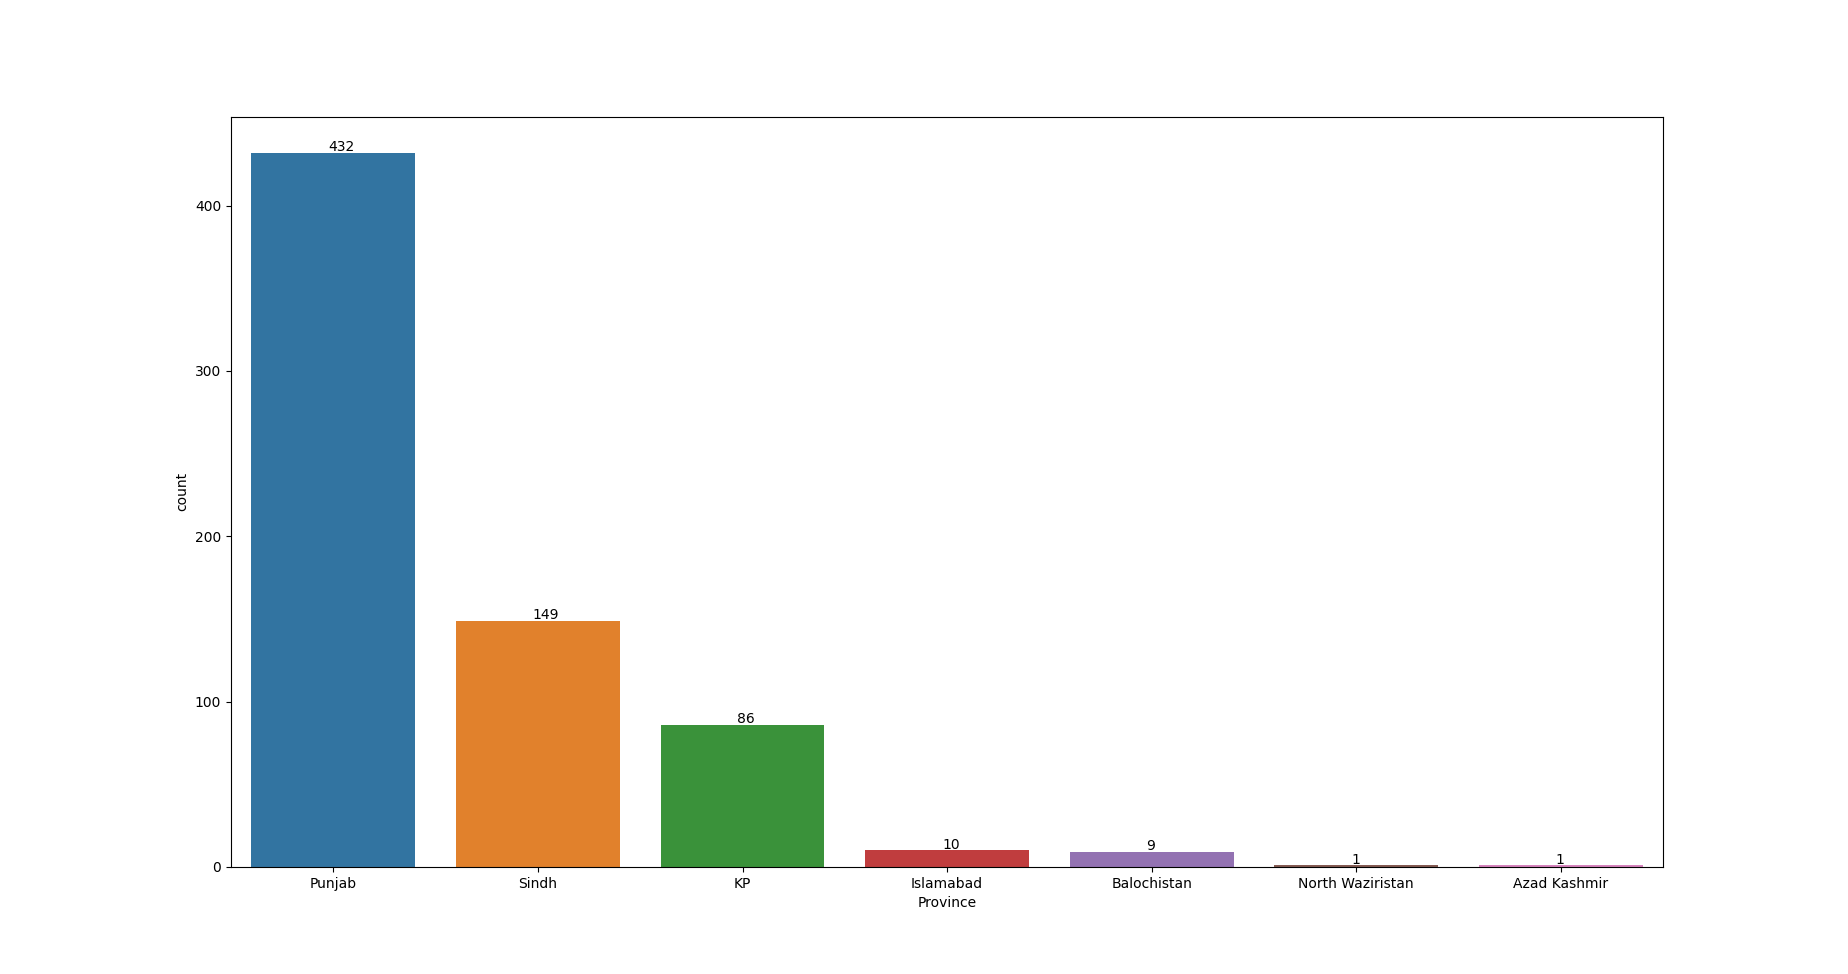 432
400
300
200
149
100
86
10
9
1
1
0
count
Punjab
Sindh
KP
Islamabad
Balochistan
North Waziristan
Azad Kashmir
Province